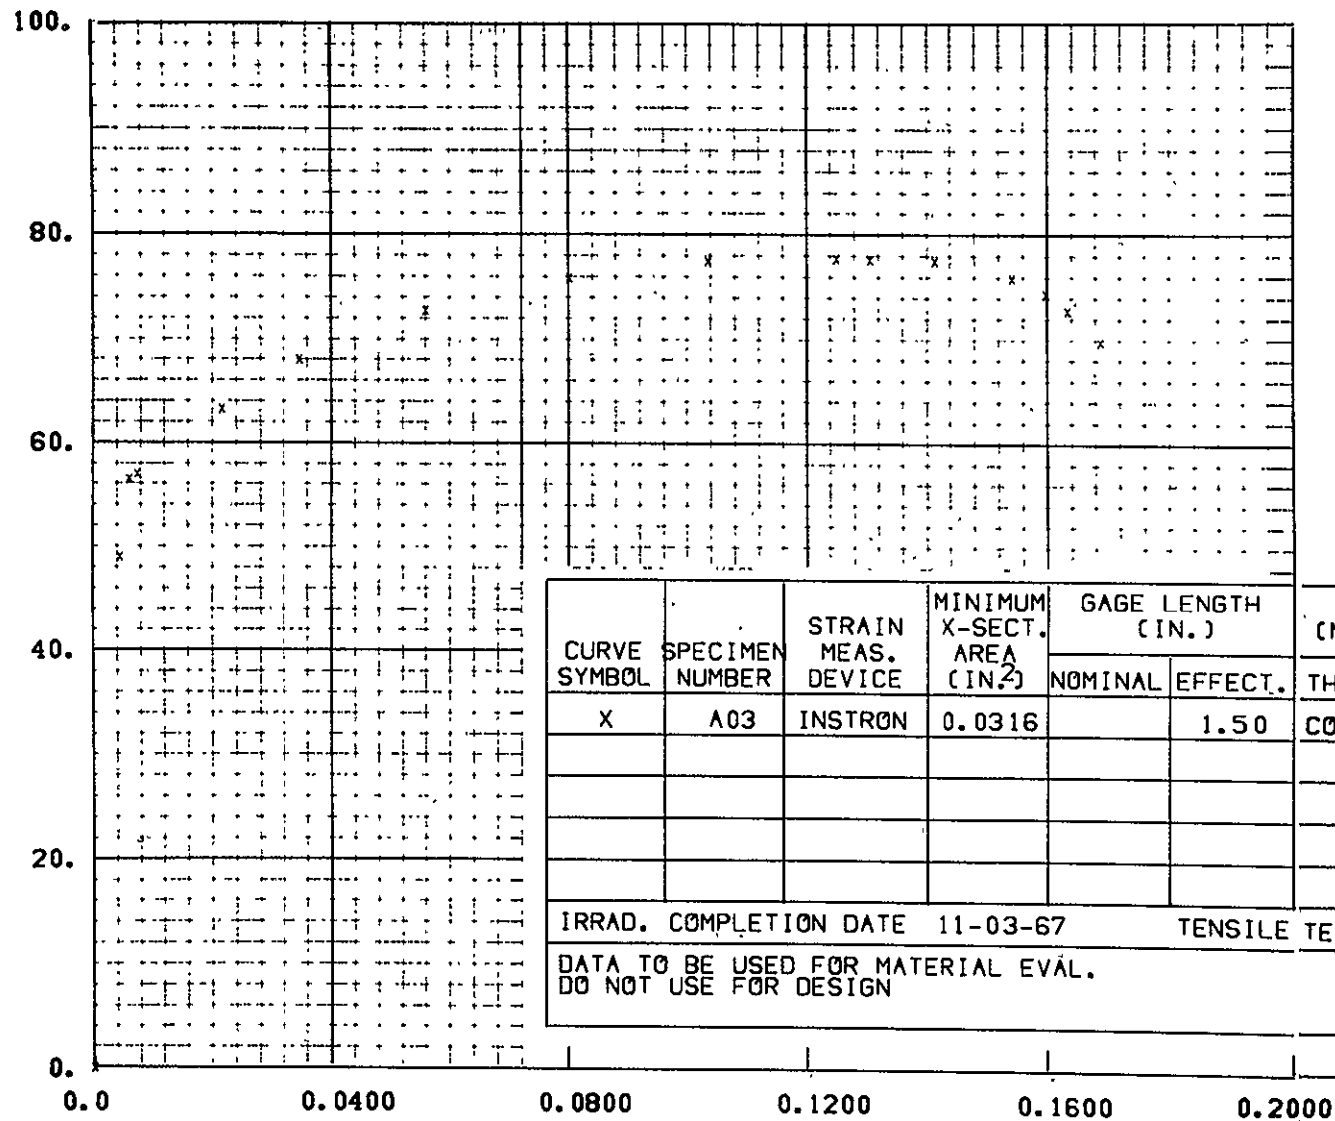 100.
80.
60.
40.
20.
0.
0.0 0.0400 0.0800 0.1200 0.1600 0.2000
CURVE SYMBOL
SPECIMEN NUMBER
STRAIN MEAS. DEVICE
MINIMUM X-SECT. AREA (IN.2)
GAGE LENGTH (IN.)
NOMINAL EFFECT. TH
X A03 INSTRON 0.0316 1.50 CO
IRRAD. COMPLETION DATE 11-03-67 TENSILE TE
DATA TO BE USED FOR MATERIAL EVAL.
DO NOT USE FOR DESIGN